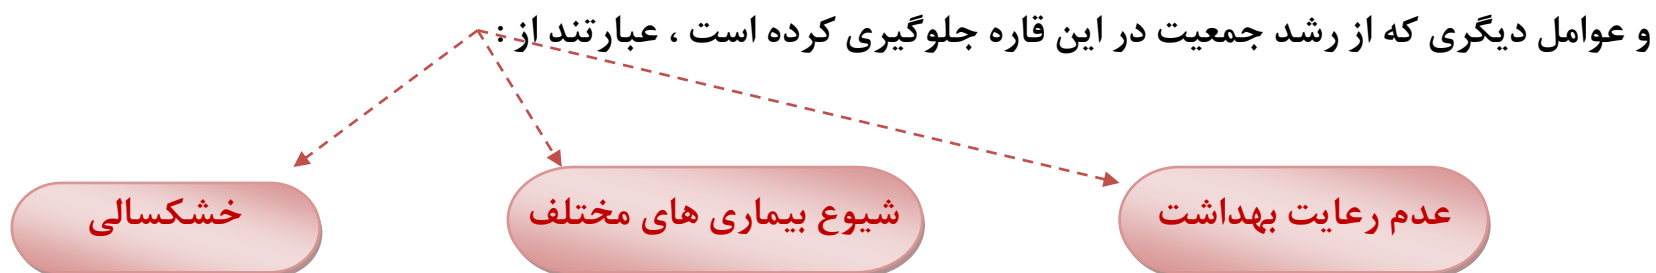 و عوامل دیگری که از رشد جمعیت در این قاره جلوگیری کرده است ، عبارتند از :
عدم رعایت بهداشت
شیوع بیماری های مختلف
خشکسالی